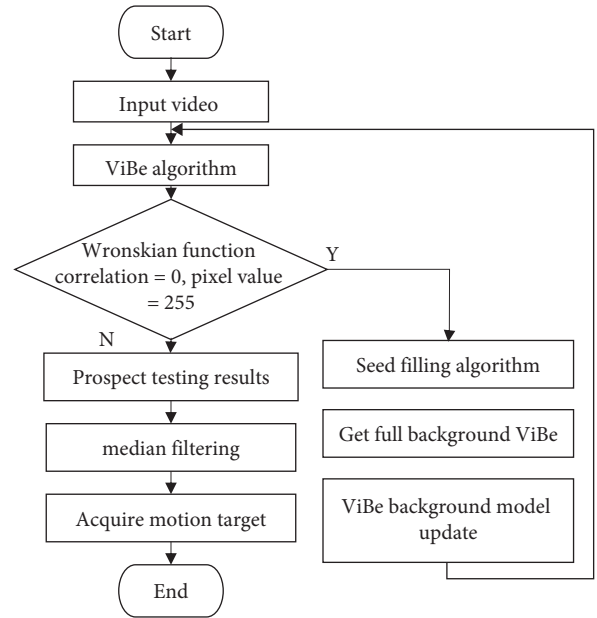 Start
Input video
ViBe algorithm
Wronskian function
correlation = 0, pixel value
= 255
Y
N
Prospect testing results
median filtering
Acquire motion target
End
Seed filling algorithm
Get full background ViBe
ViBe background model
update